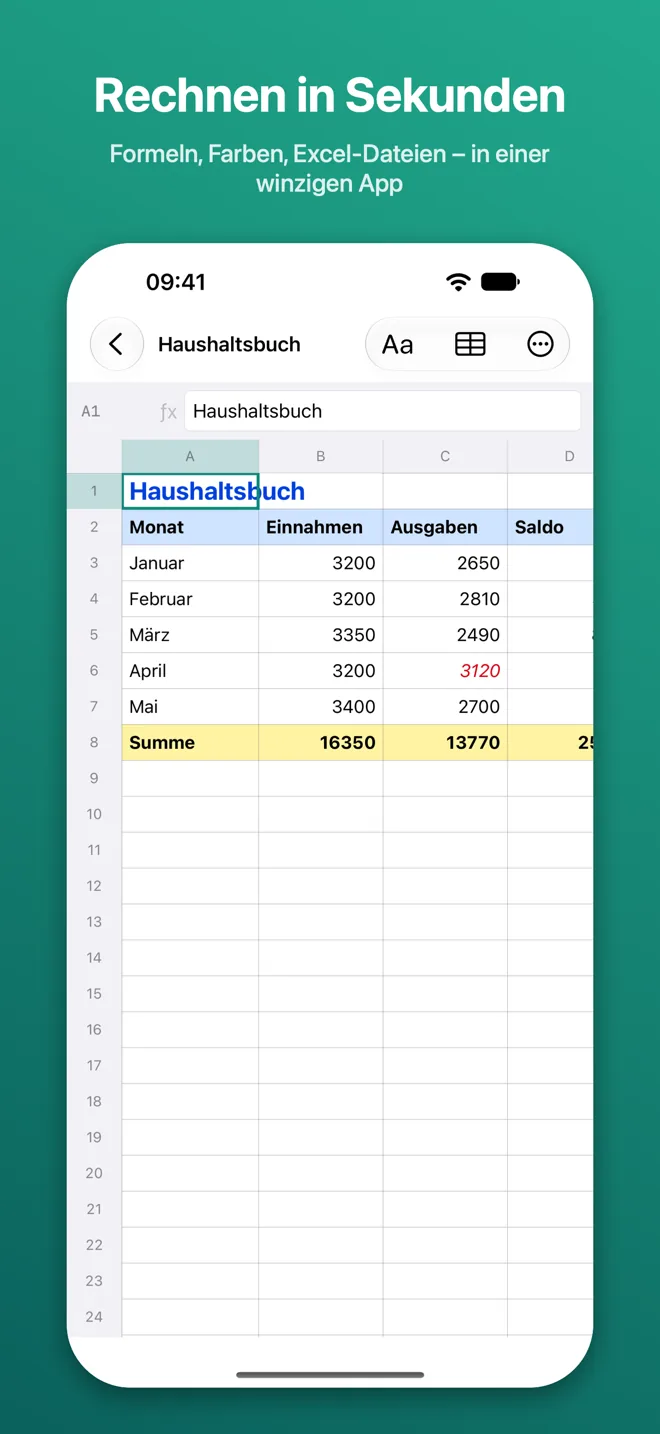 Rechnen in Sekunden
Formeln, Farben, Excel-Dateien – in einer
winzigen App
09:41
Haushaltsbuch
Aa
A1 fx Haushaltsbuch
A B C D
1 Haushaltsbuch
2 Monat Einnahmen Ausgaben Saldo
3 Januar 3200 2650
4 Februar 3200 2810
5 März 3350 2490
6 April 3200 3120
7 Mai 3400 2700
8 Summe 16350 13770
9
10
11
12
13
14
15
16
17
18
19
20
21
22
23
24